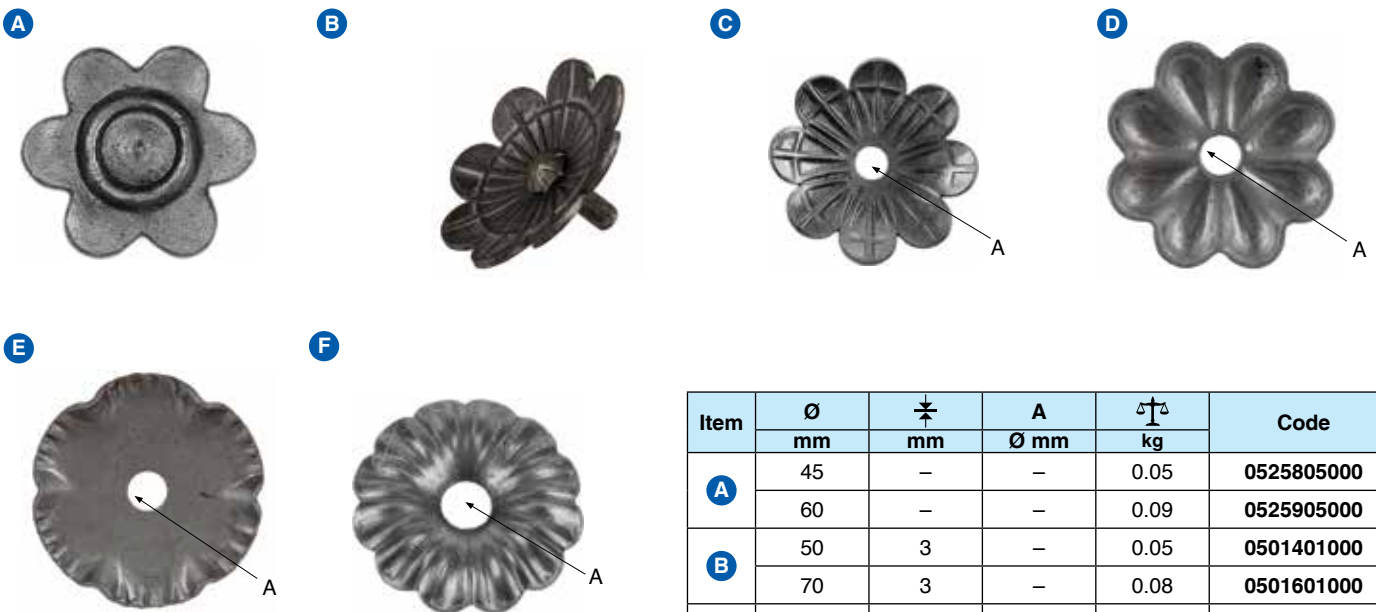 A B C D
A A
E F
A A
Item Ø A Code
mm mm Ø mm kg
A 45 – – 0.05 0525805000
60 – – 0.09 0525905000
B 50 3 – 0.05 0501401000
70 3 – 0.08 0501601000